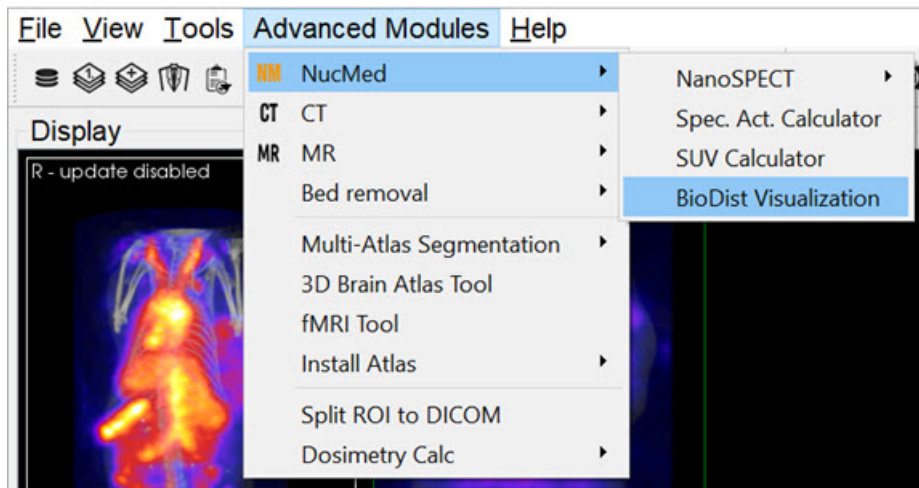 File View Tools Advanced Modules Help
NM NucMed
CT CT
MR MR
Bed removal
Multi-Atlas Segmentation
3D Brain Atlas Tool
fMRI Tool
Install Atlas
Split ROI to DICOM
Dosimetry Calc
NanoSPECT
Spec. Act. Calculator
SUV Calculator
BioDist Visualization
Display
R - update disabled